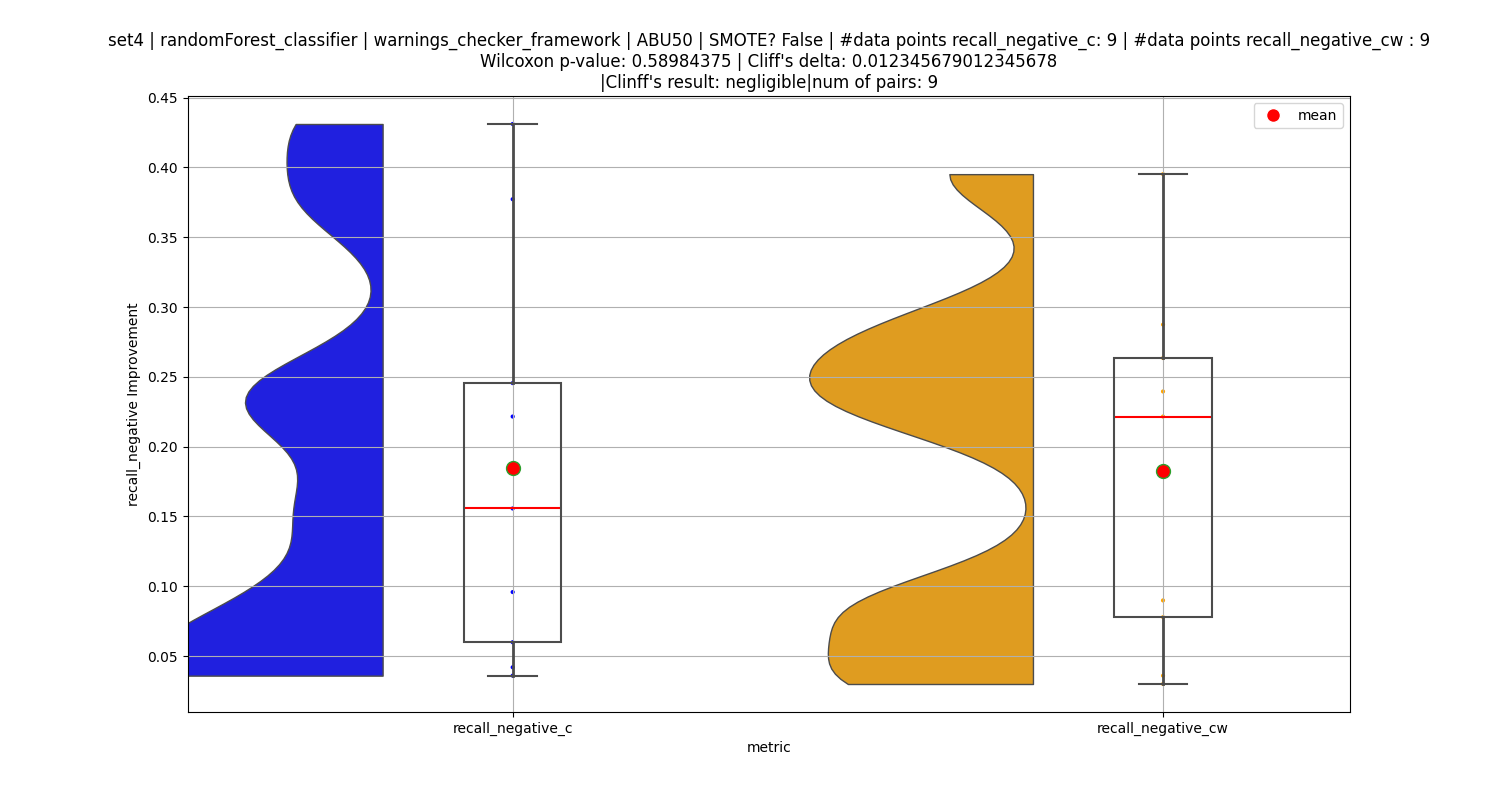 set4 | randomForest_classifier | warnings_checker_framework | ABU50 | SMOTE? False | #data points recall_negative_c: 9 | #data points recall_negative_cw : 9
Wilcoxon p-value: 0.58984375 | Cliff's delta: 0.012345679012345678
|Clinff's result: negligible|num of pairs: 9
mean
0.45
0.40
0.35
0.30
0.25
0.20
0.15
0.10
0.05
recall_negative Improvement
recall_negative_c
recall_negative_cw
metric